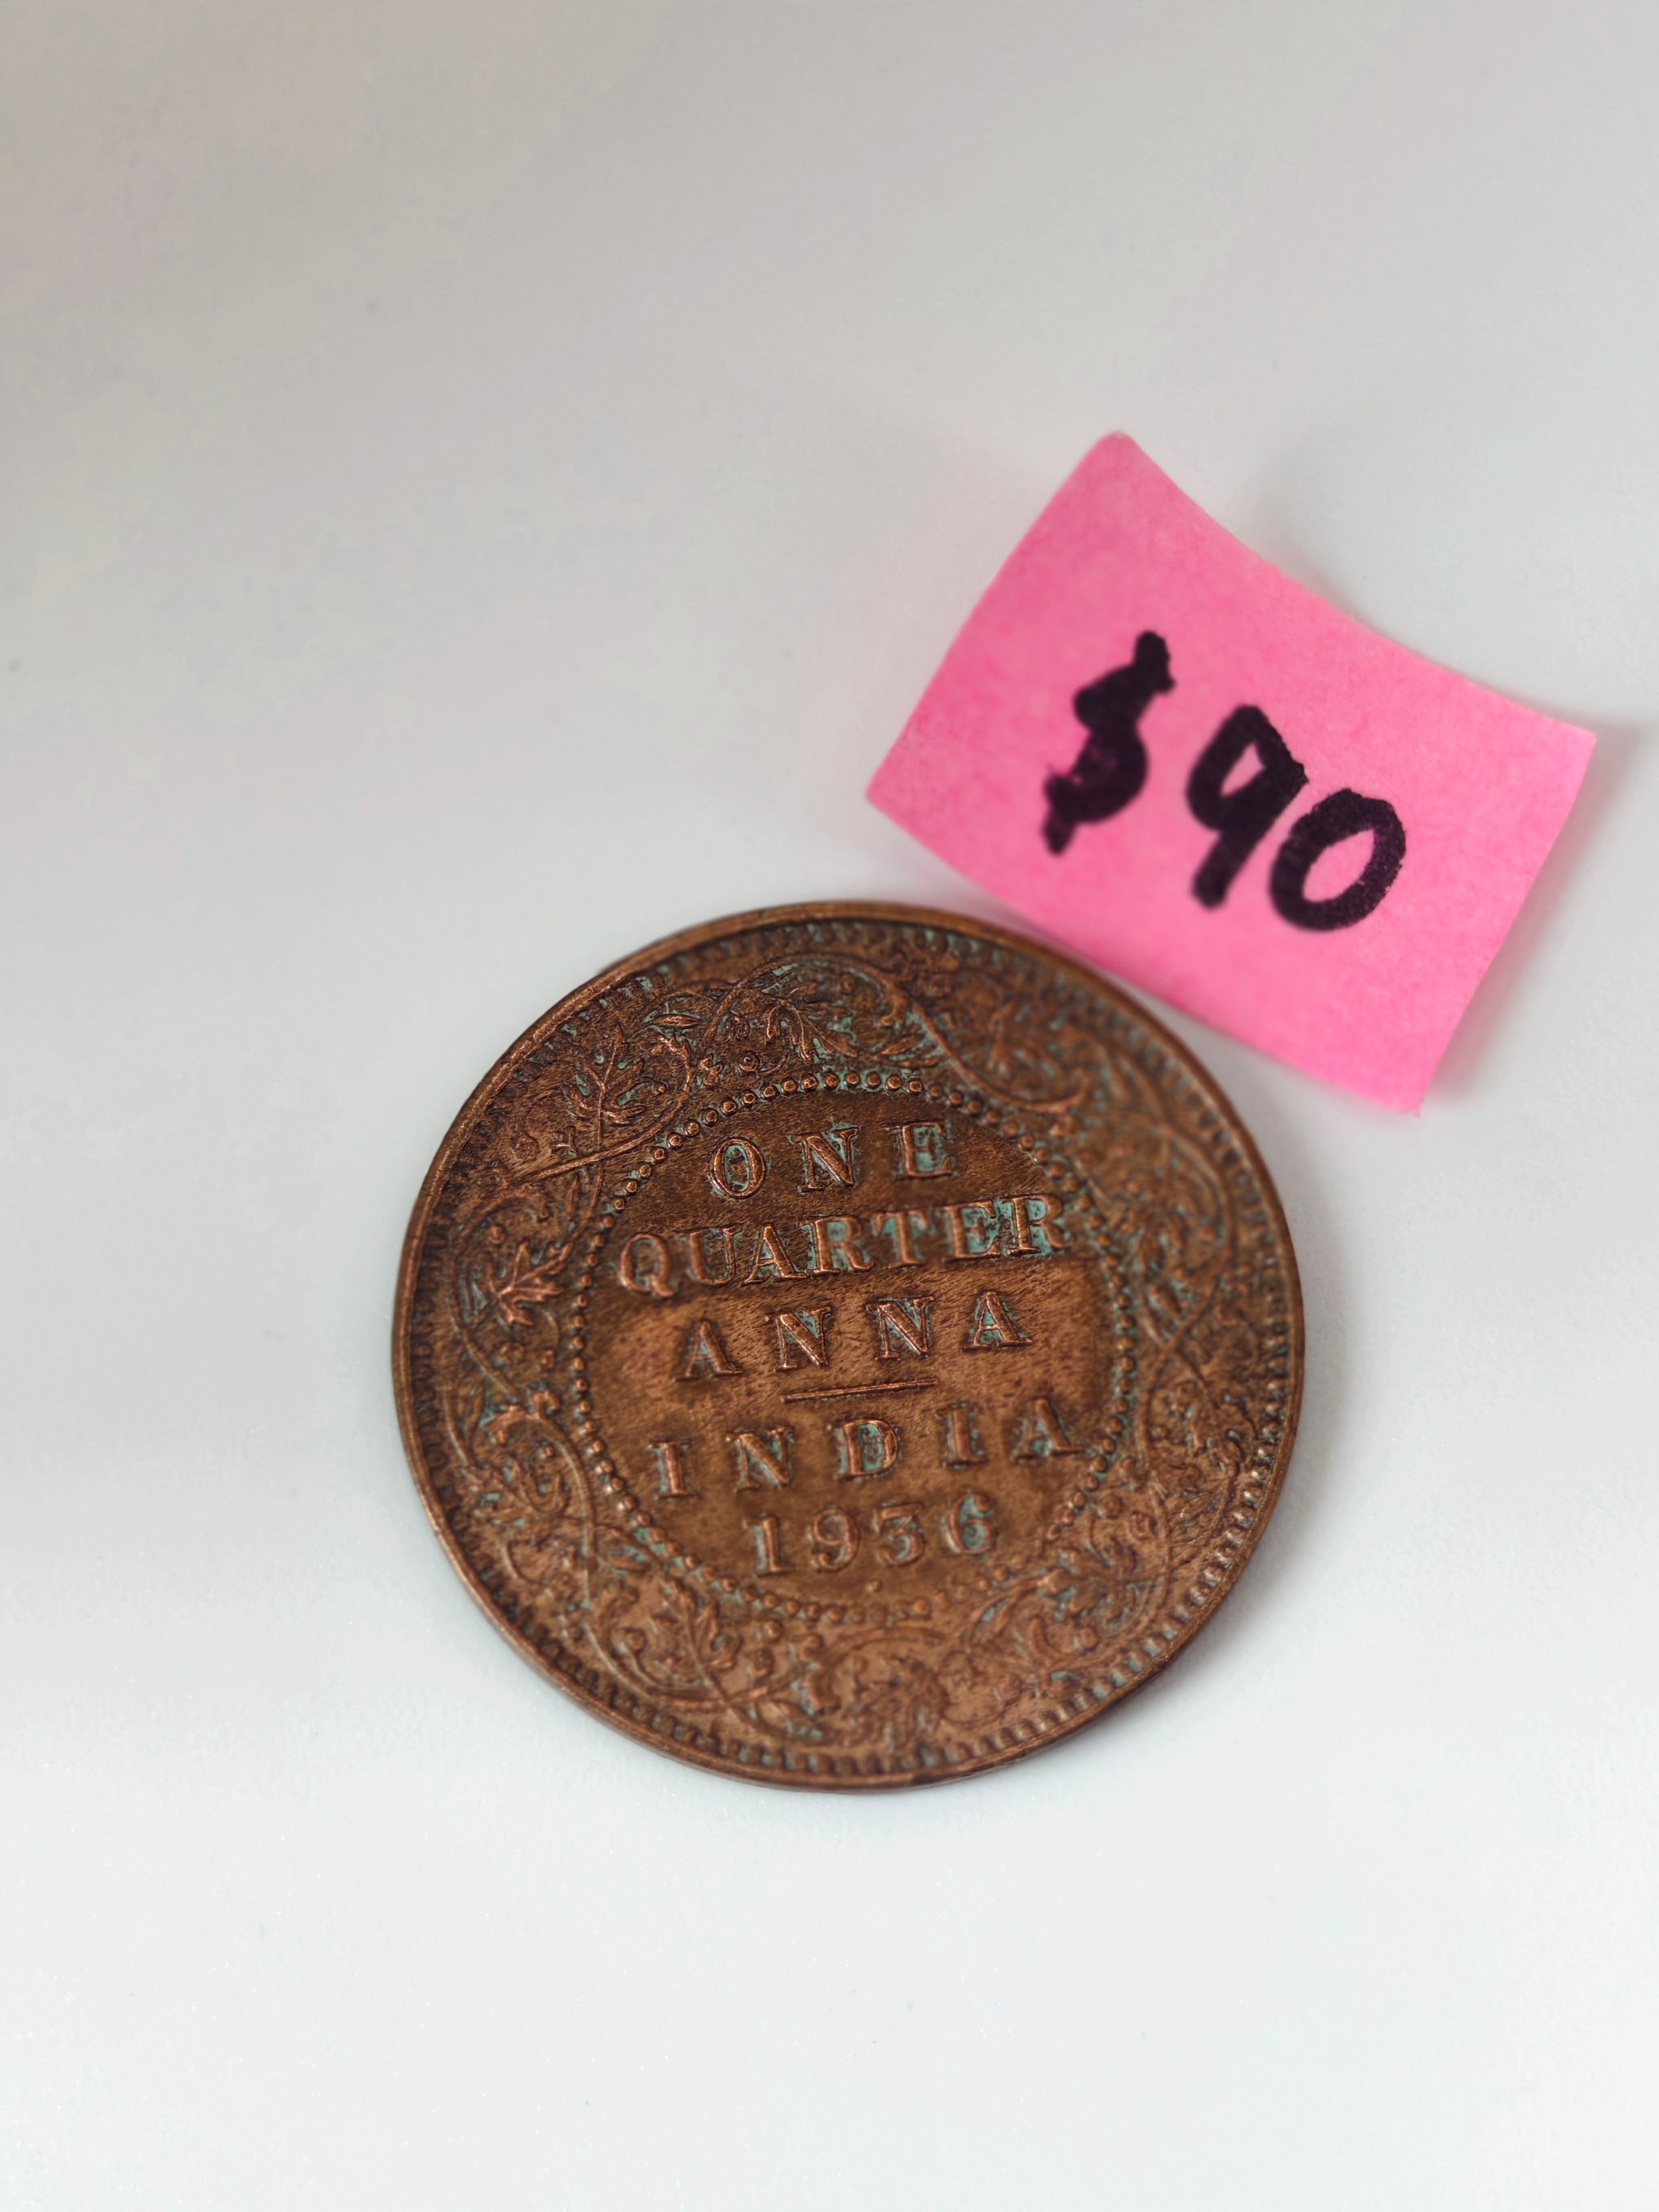 $90
ONE
QUARTER
ANNA
INDIA
1936